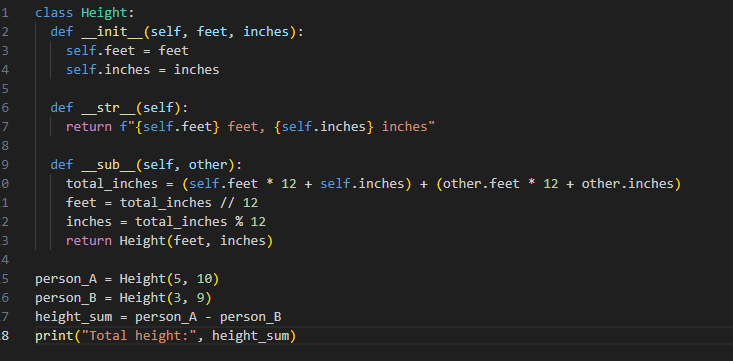 1 class Height:
2   def __init__(self, feet, inches):
3     self.feet = feet
4     self.inches = inches
5
6   def __str__(self):
7     return f"{self.feet} feet, {self.inches} inches"
8
9   def __sub__(self, other):
0     total_inches = (self.feet * 12 + self.inches) + (other.feet * 12 + other.inches)
1     feet = total_inches // 12
2     inches = total_inches % 12
3     return Height(feet, inches)
4
5 person_A = Height(5, 10)
6 person_B = Height(3, 9)
7 height_sum = person_A - person_B
8 print("Total height:", height_sum)